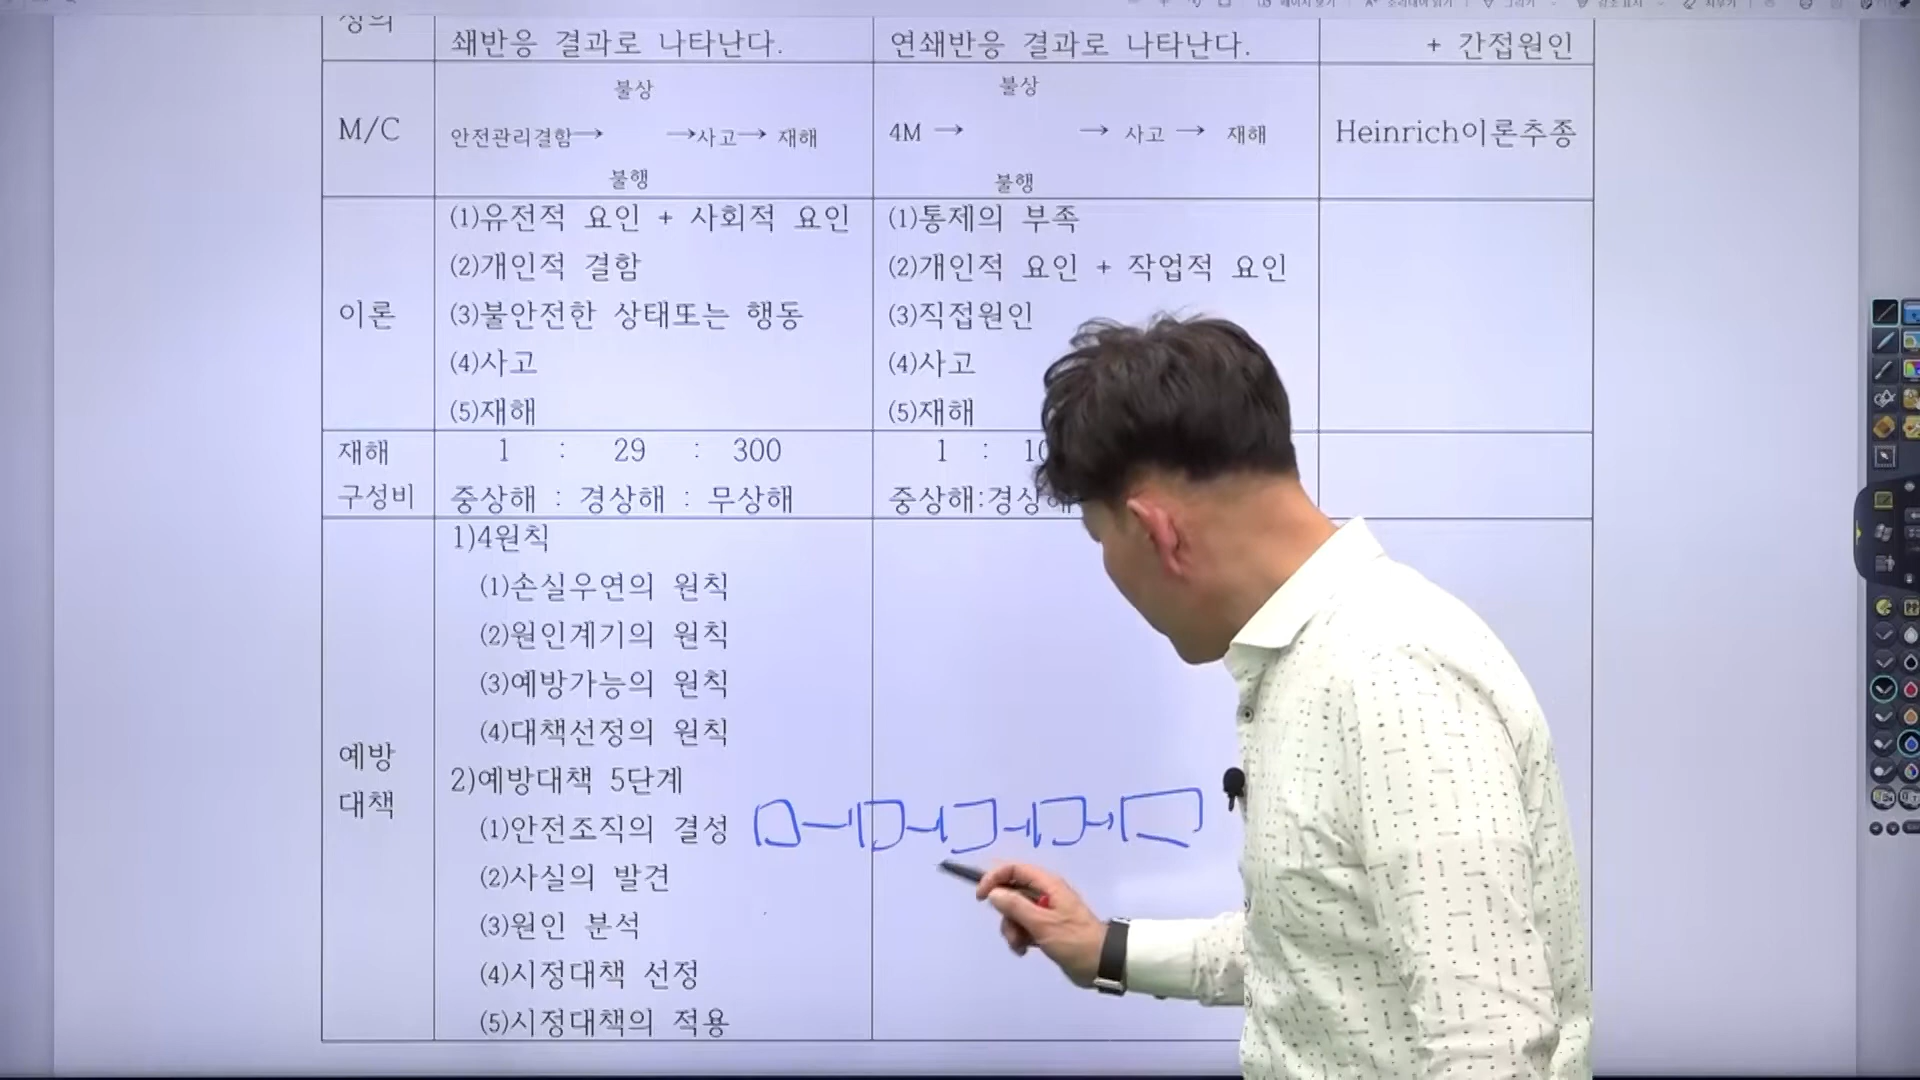 정의
쇄반응 결과로 나타난다.
연쇄반응 결과로 나타난다.
+ 간접원인
M/C
불상
안전관리결함→ →사고→ 재해
불행
불상
4M → → 사고 → 재해
불행
Heinrich이론추종
이론
(1)유전적 요인 + 사회적 요인
(2)개인적 결함
(3)불안전한 상태또는 행동
(4)사고
(5)재해
(1)통제의 부족
(2)개인적 요인 + 작업적 요인
(3)직접원인
(4)사고
(5)재해
재해
구성비
1 : 29 : 300
중상해 : 경상해 : 무상해
1 : 10
중상해:경상해
예방
대책
1)4원칙
(1)손실우연의 원칙
(2)원인계기의 원칙
(3)예방가능의 원칙
(4)대책선정의 원칙
2)예방대책 5단계
(1)안전조직의 결성
(2)사실의 발견
(3)원인 분석
(4)시정대책 선정
(5)시정대책의 적용